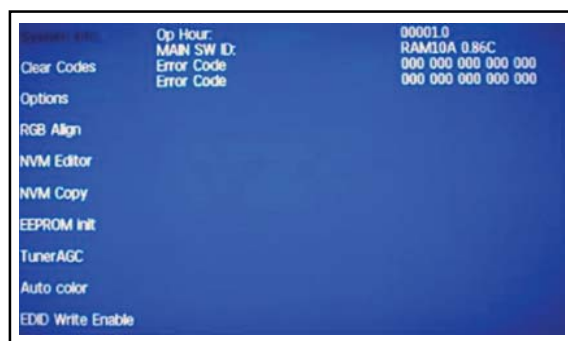 System Info
Op Hour: 00001.0
MAIN SW ID: RAM10A 0.86C
Error Code 000 000 000 000 000
Error Code 000 000 000 000 000
Clear Codes
Options
RGB Align
NVM Editor
NVM Copy
EEPROM init
TunerAGC
Auto color
EDID Write Enable